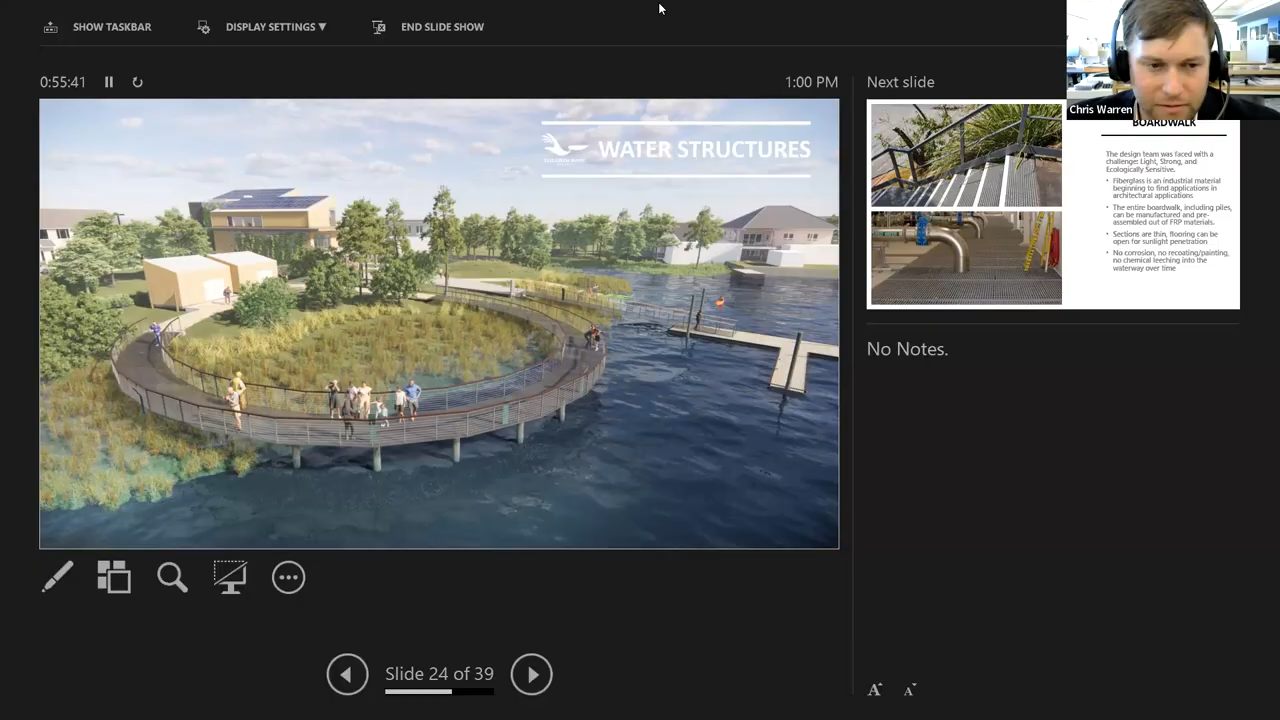 SHOW TASKBAR
DISPLAY SETTINGS ▼
END SLIDE SHOW
0:55:41
1:00 PM
WATER STRUCTURES
Slide 24 of 39
Next slide
Chris Warren
BOARDWALK
The design team was faced with a
challenge: Light, Strong, and
Ecologically Sensitive.
• Fiberglass is an industrial material
beginning to find applications in
architectural applications
• The entire boardwalk, including piles,
can be manufactured and pre-
assembled out of FRP materials.
• Sections are thin, flooring can be
open for sunlight penetration
• No corrosion, no recoating/painting,
no chemical leeching into the
waterway over time
No Notes.
A A